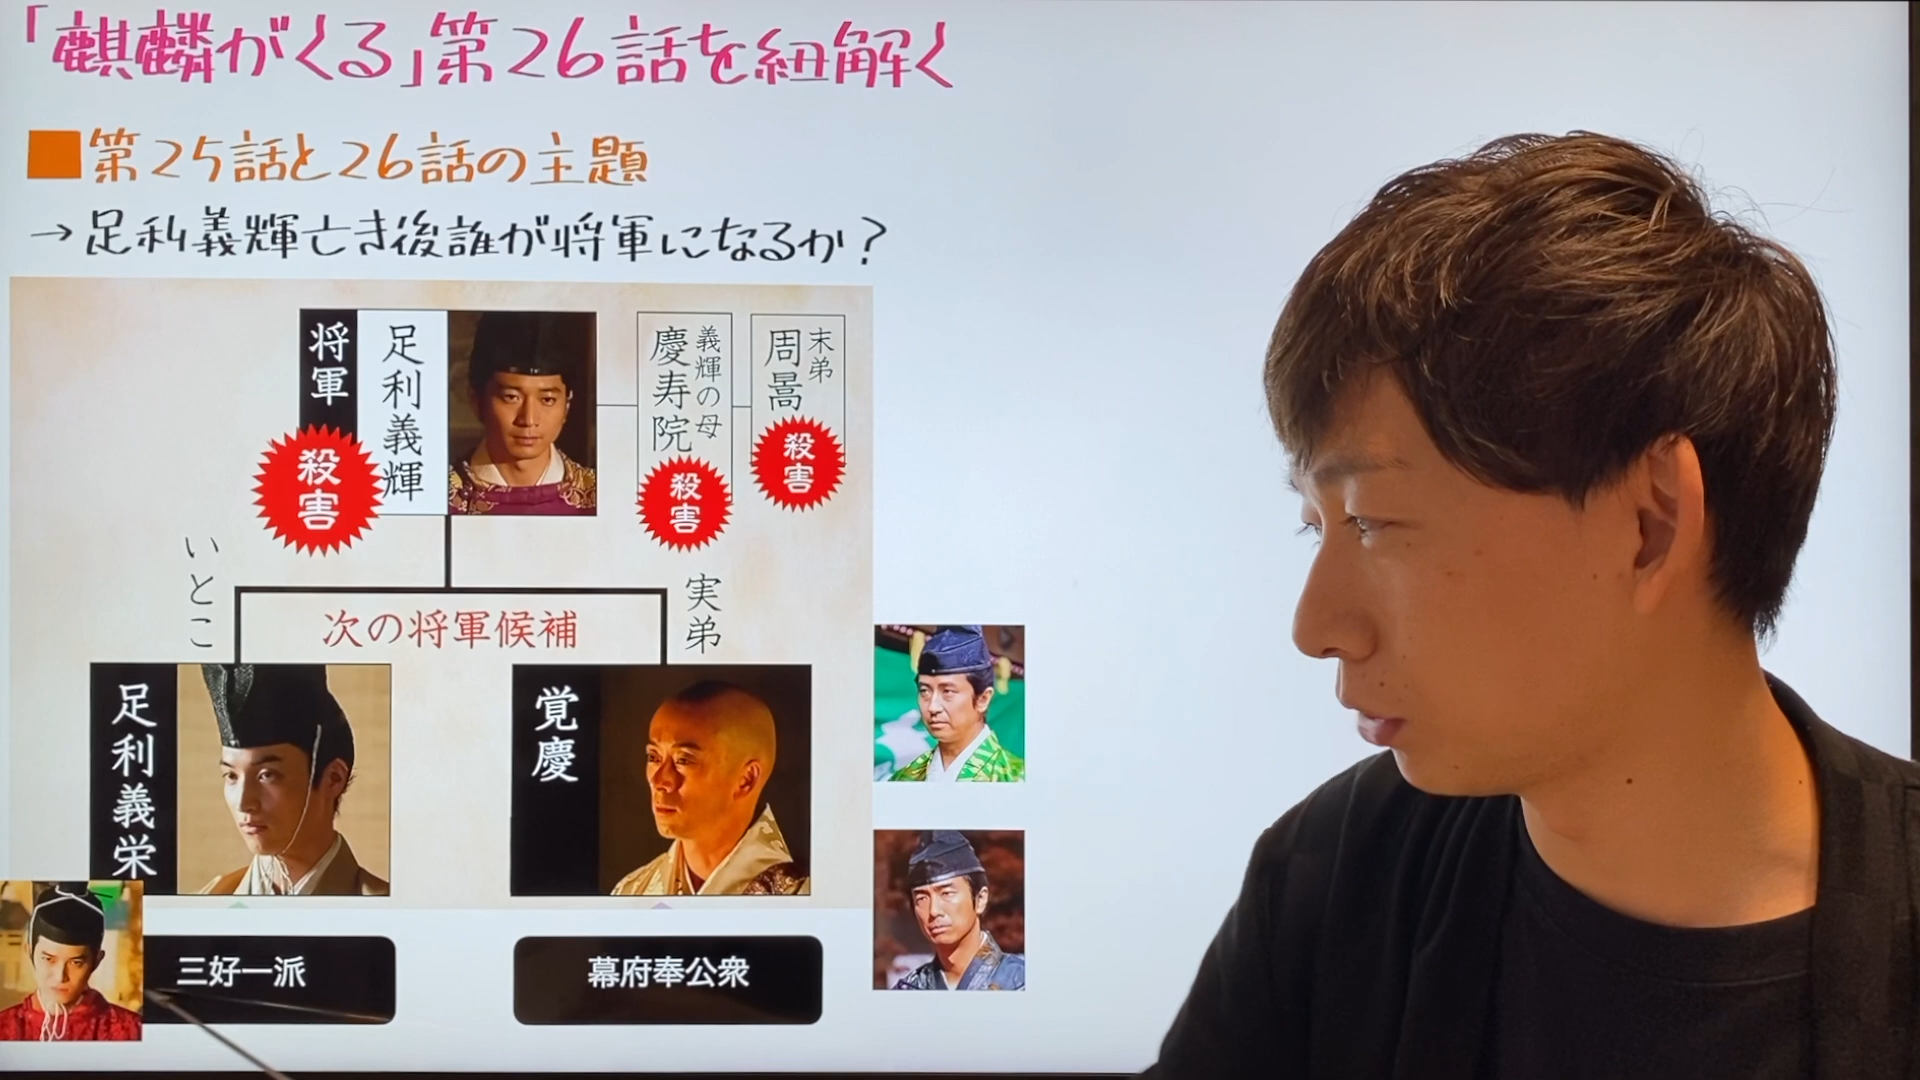 「麒麟がくる」第26話を紐解く
■第25話と26話の主題
→足利義輝亡き後誰が将軍になるか？
将軍
足利義輝
殺害
義輝の母
慶寿院
殺害
末弟
周暠
殺害
いとこ
次の将軍候補
実弟
足利義栄
覚慶
三好一派
幕府奉公衆